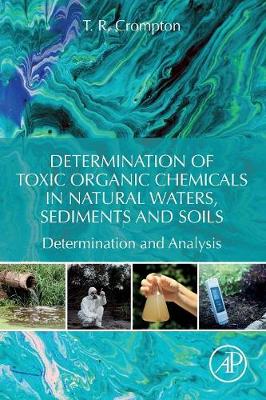 T. R. Crompton
DETERMINATION OF
TOXIC ORGANIC CHEMICALS
IN NATURAL WATERS,
SEDIMENTS AND SOILS
Determination and Analysis
AP